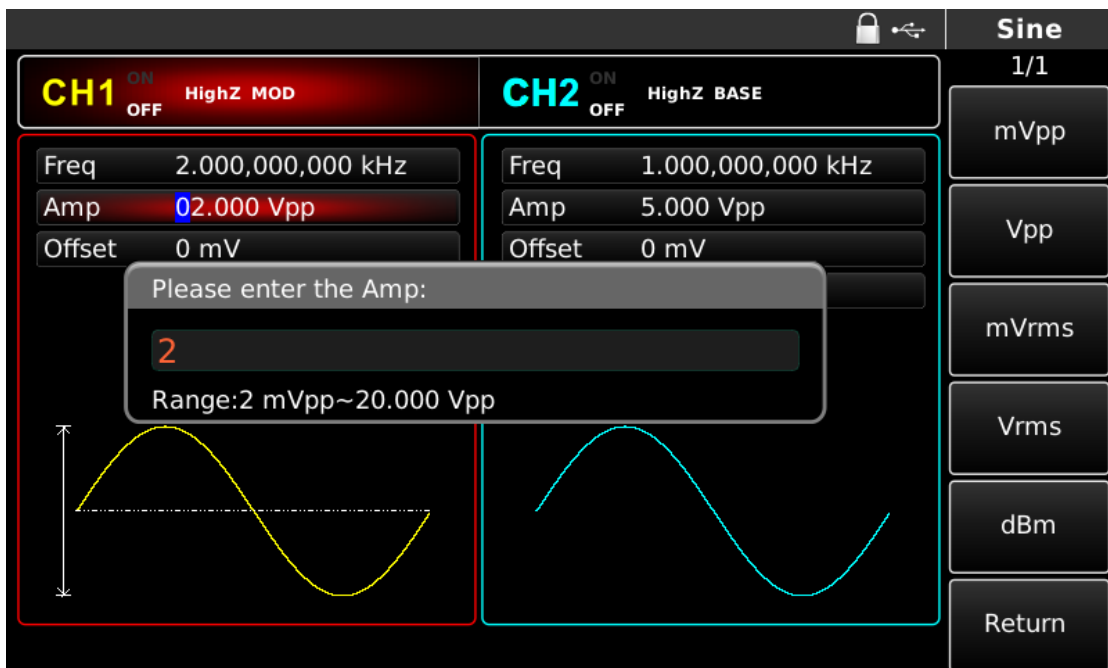 Sine
1/1
CH1 ON OFF HighZ MOD
CH2 ON OFF HighZ BASE
Freq 2.000,000,000 kHz
Amp 02.000 Vpp
Offset 0 mV
Freq 1.000,000,000 kHz
Amp 5.000 Vpp
Offset 0 mV
Please enter the Amp:
2
Range:2 mVpp~20.000 Vpp
mVpp
Vpp
mVrms
Vrms
dBm
Return